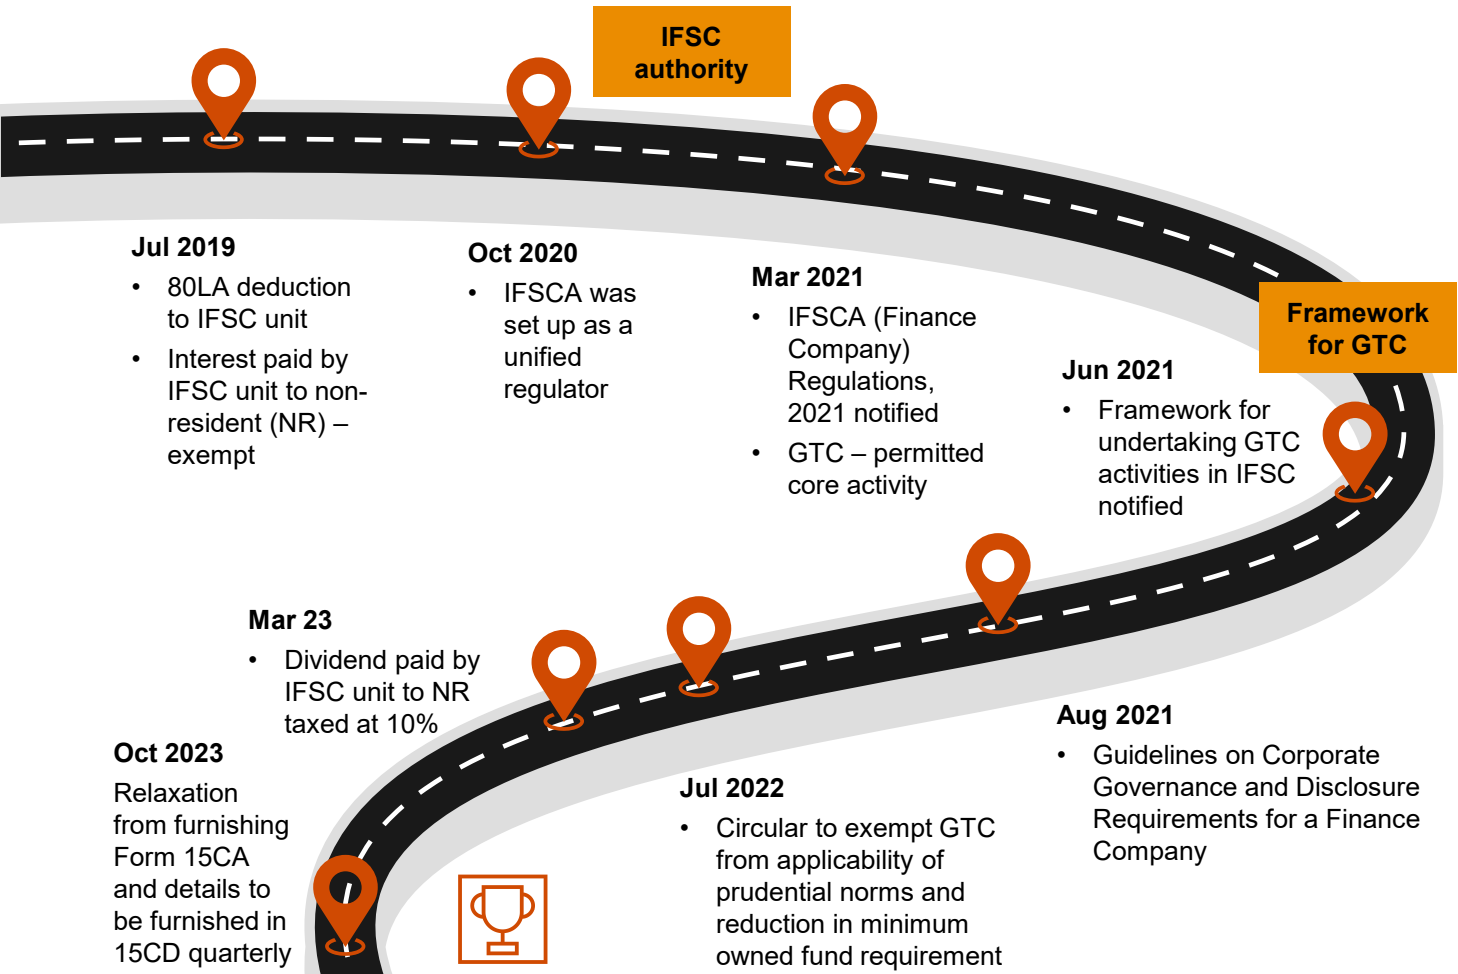 IFSC
authority
Jul 2019
• 80LA deduction
to IFSC unit
• Interest paid by
IFSC unit to non-
resident (NR) –
exempt
Oct 2020
• IFSCA was
set up as a
unified
regulator
Mar 2021
• IFSCA (Finance
Company)
Regulations,
2021 notified
• GTC – permitted
core activity
Framework
for GTC
Jun 2021
• Framework for
undertaking GTC
activities in IFSC
notified
Aug 2021
• Guidelines on Corporate
Governance and Disclosure
Requirements for a Finance
Company
Jul 2022
• Circular to exempt GTC
from applicability of
prudential norms and
reduction in minimum
owned fund requirement
Mar 23
• Dividend paid by
IFSC unit to NR
taxed at 10%
Oct 2023
Relaxation
from furnishing
Form 15CA
and details to
be furnished in
15CD quarterly